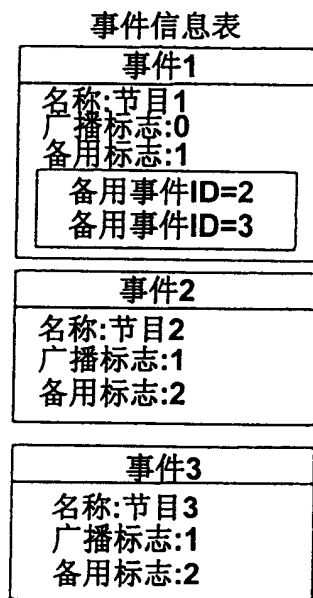 事件信息表
事件1
名称:节目1
广播标志:0
备用标志:1
备用事件ID=2
备用事件ID=3
事件2
名称:节目2
广播标志:1
备用标志:2
事件3
名称:节目3
广播标志:1
备用标志:2